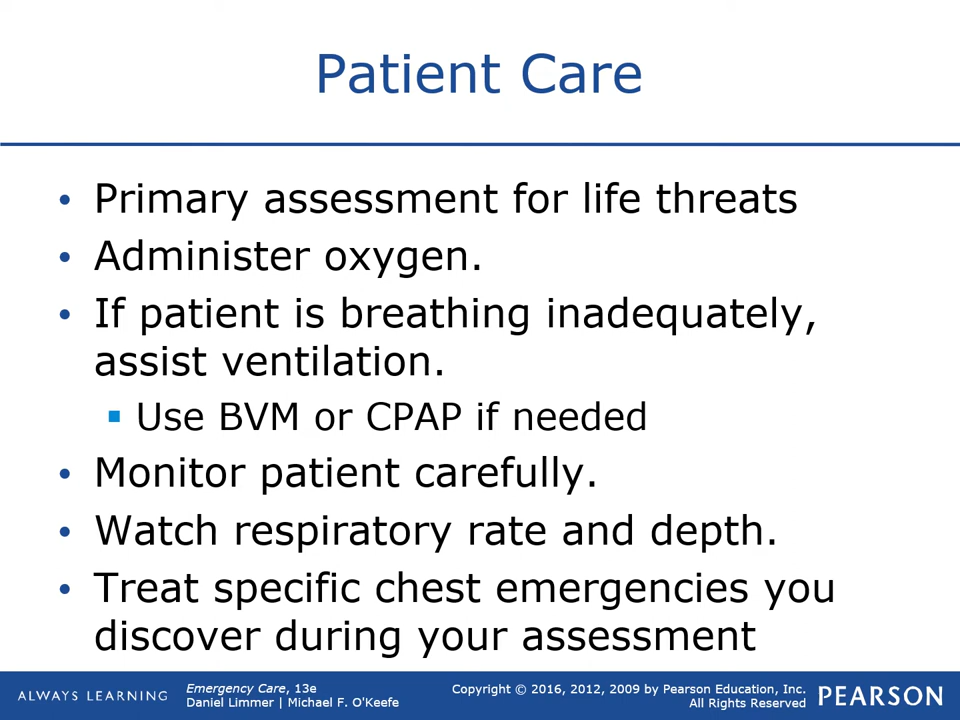 Patient Care
• Primary assessment for life threats
• Administer oxygen.
• If patient is breathing inadequately,
assist ventilation.
▪ Use BVM or CPAP if needed
• Monitor patient carefully.
• Watch respiratory rate and depth.
• Treat specific chest emergencies you
discover during your assessment
ALWAYS LEARNING
Emergency Care, 13e
Daniel Limmer | Michael F. O'Keefe
Copyright © 2016, 2012, 2009 by Pearson Education, Inc.
All Rights Reserved
PEARSON